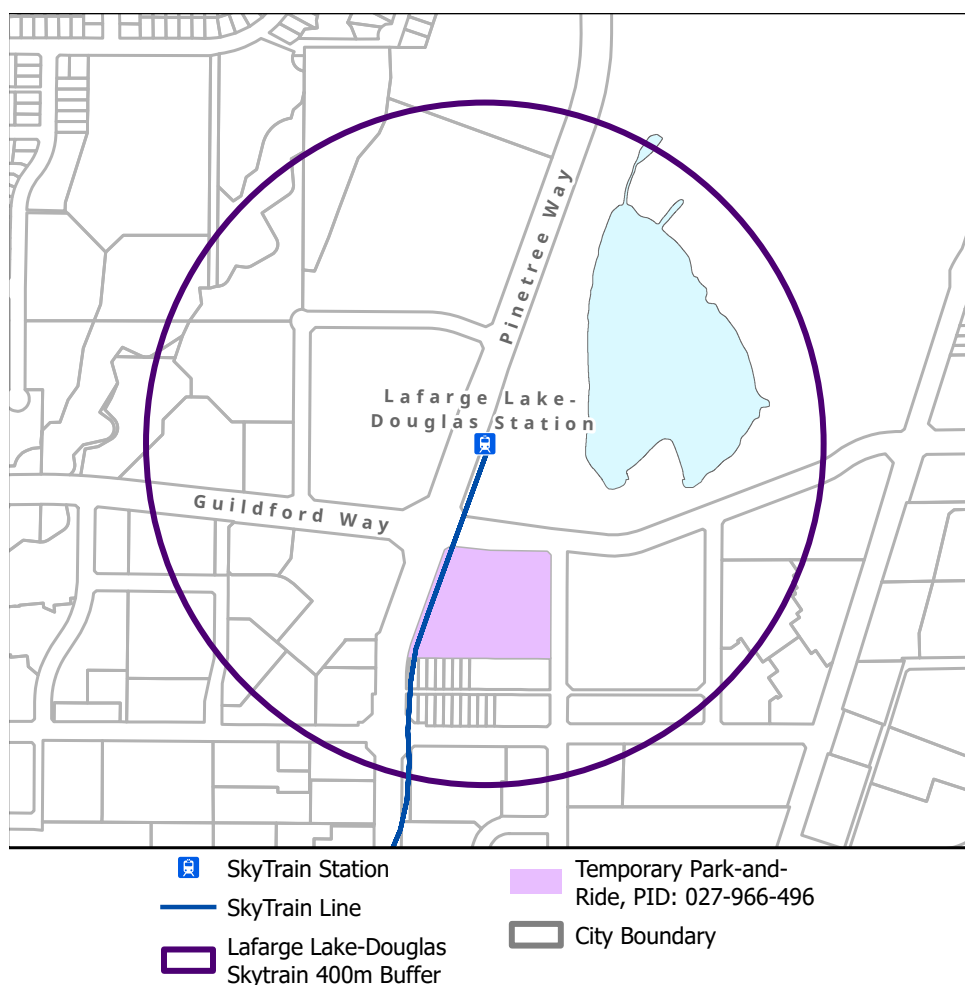 Pinetree Way
Lafarge Lake-
Douglas Station
Guildford Way
SkyTrain Station
SkyTrain Line
Lafarge Lake-Douglas
Skytrain 400m Buffer
Temporary Park-and-
Ride, PID: 027-966-496
City Boundary